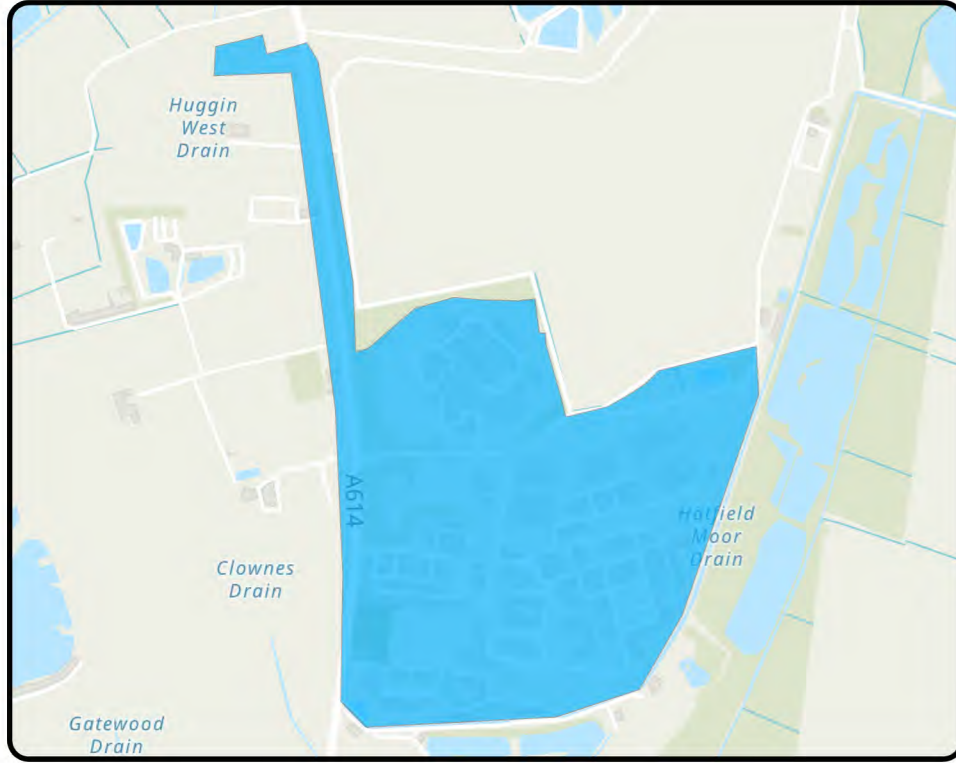 Huggin
West
Drain
A614
Hatfield
Moor
Drain
Clownes
Drain
Gatewood
Drain